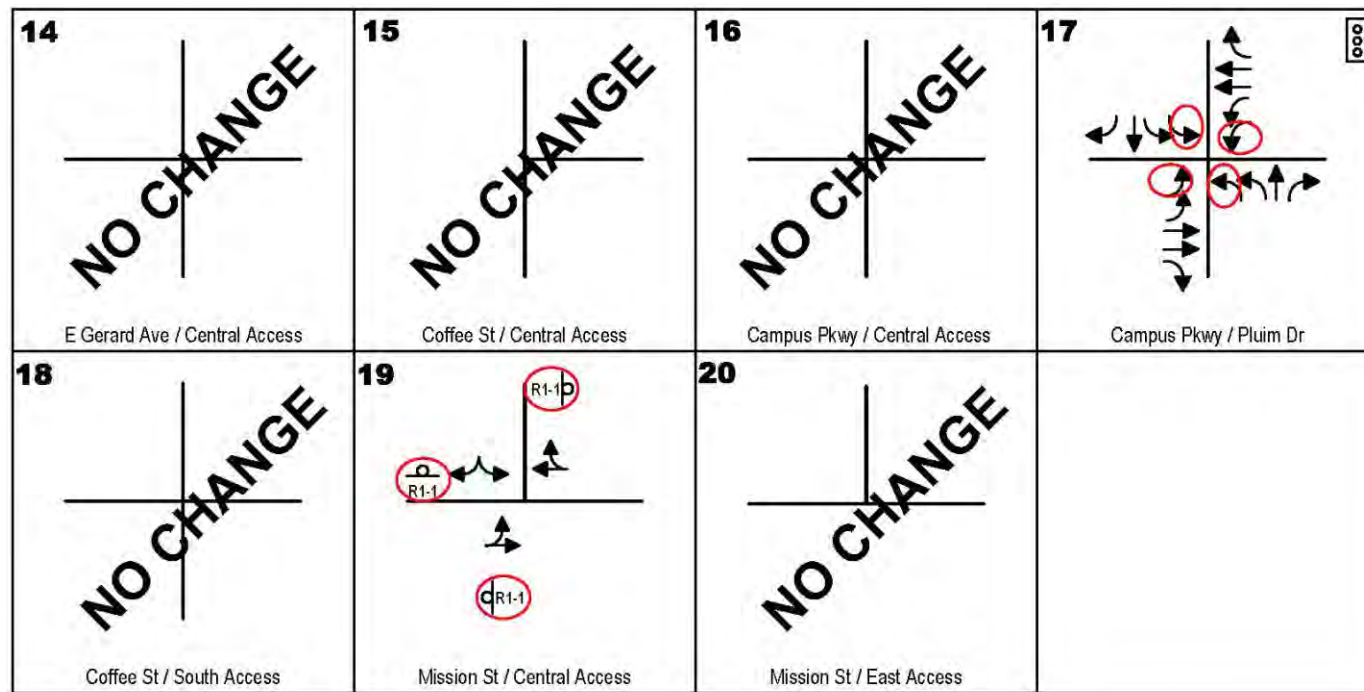 14
NO CHANGE
E Gerard Ave / Central Access
15
NO CHANGE
Coffee St / Central Access
16
NO CHANGE
Campus Pkwy / Central Access
17
Campus Pkwy / Pluim Dr
18
NO CHANGE
Coffee St / South Access
19
R1-1
R1-1
R1-1
Mission St / Central Access
20
NO CHANGE
Mission St / East Access